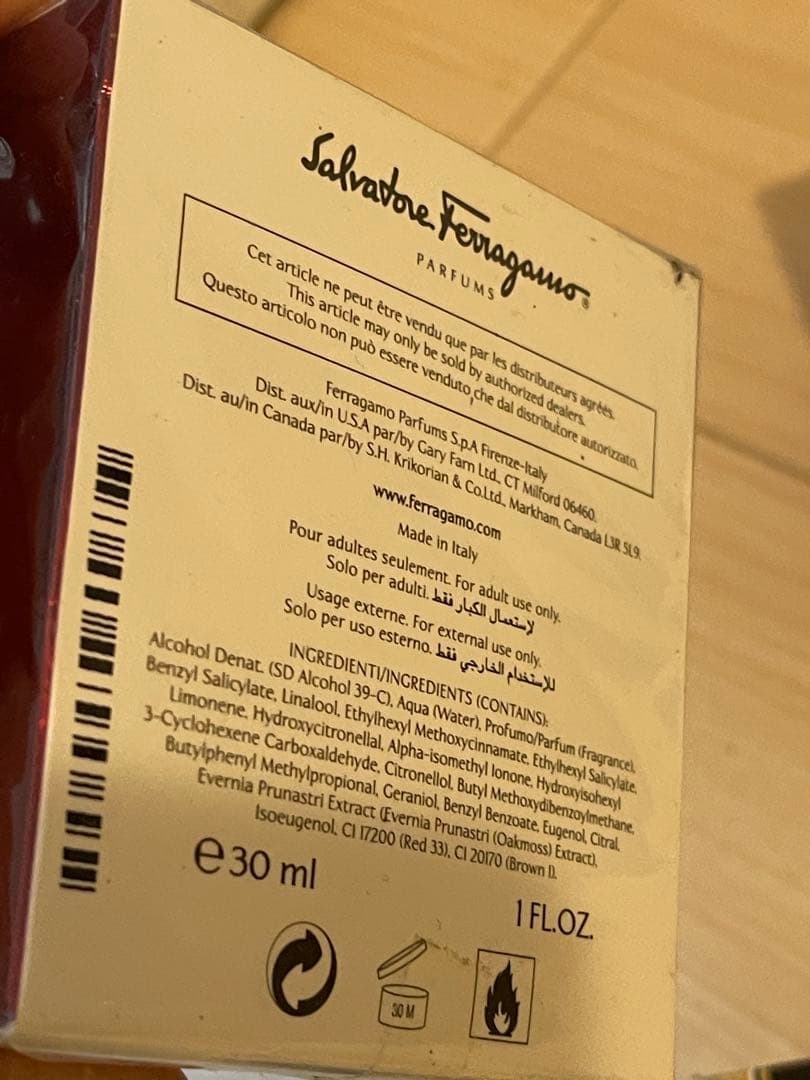 Salvatore Ferragamo®
PARFUMS
Cet article ne peut être vendu que par les distributeurs agréés.
This article may only be sold by authorized dealers.
Questo articolo non può essere venduto che dal distributore autorizzato.
Ferragamo Parfums S.p.A Firenze-Italy
Dist. aux/in U.S.A par/by Gary Farn Ltd., CT Milford 06460.
Dist. au/in Canada par/by S.H. Krikorian & Co.Ltd., Markham, Canada L3R 5L9.
www.ferragamo.com
Made in Italy
Pour adultes seulement. For adult use only.
Solo per adulti. لإستعمال الكبار فقط
Usage externe. For external use only.
Solo per uso esterno. للإستخدام الخارجي فقط
INGREDIENTI/INGREDIENTS (CONTAINS):
Alcohol Denat. (SD Alcohol 39-C), Aqua (Water), Profumo/Parfum (Fragrance),
Benzyl Salicylate, Linalool, Ethylhexyl Methoxycinnamate, Ethylhexyl Salicylate,
Limonene, Hydroxycitronellal, Alpha-isomethyl Ionone, Hydroxyisohexyl
3-Cyclohexene Carboxaldehyde, Citronellol, Butyl Methoxydibenzoylmethane,
Butylphenyl Methylpropional, Geraniol, Benzyl Benzoate, Eugenol, Citral,
Evernia Prunastri Extract (Evernia Prunastri (Oakmoss) Extract),
Isoeugenol, CI 17200 (Red 33), CI 20170 (Brown 1).
℮30 ml
1 FL.OZ.
30 M